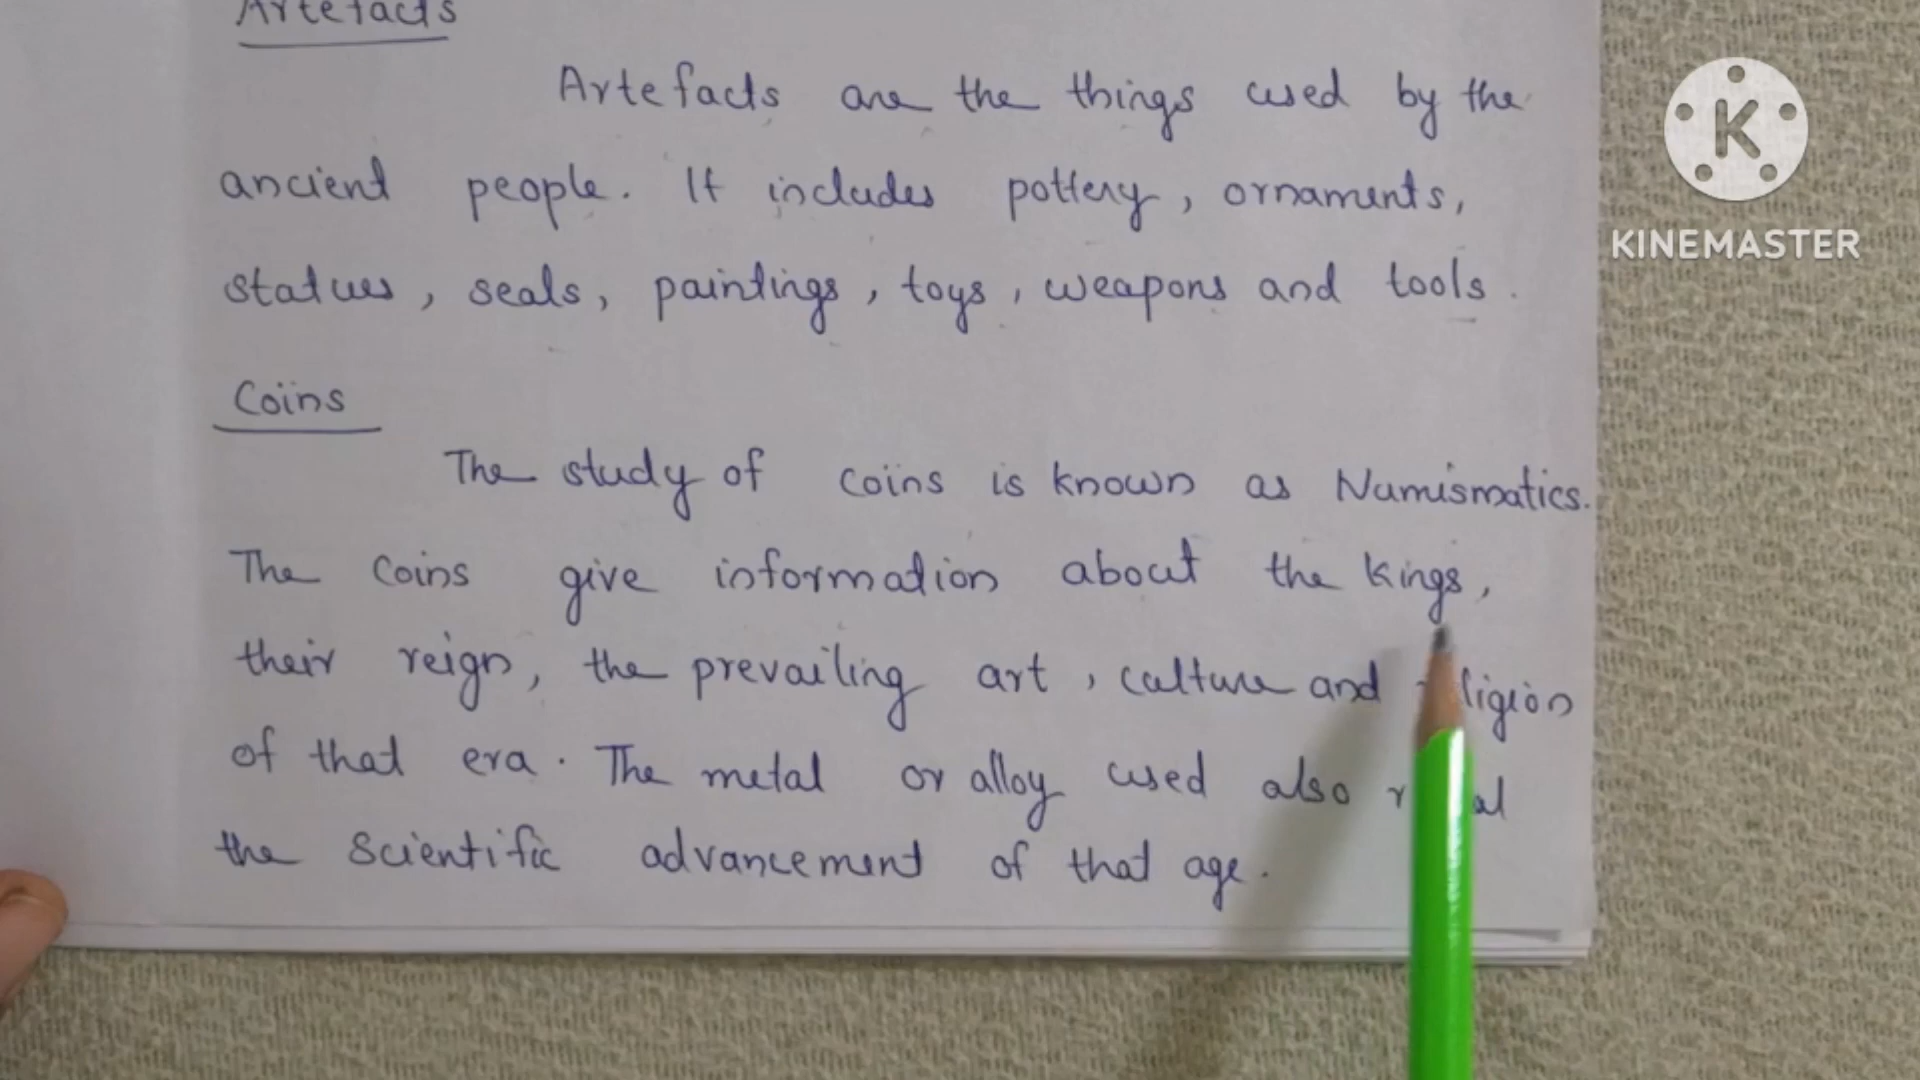 Artefacts
Artefacts are the things used by the
ancient people. It includes pottery, ornaments,
statues, seals, paintings, toys, weapons and tools.
Coins
The study of coins is known as Numismatics.
The coins give information about the kings,
their reign, the prevailing art, culture and
of that era. The metal or alloy used also
the scientific advancement of that age.
K
KINEMASTER